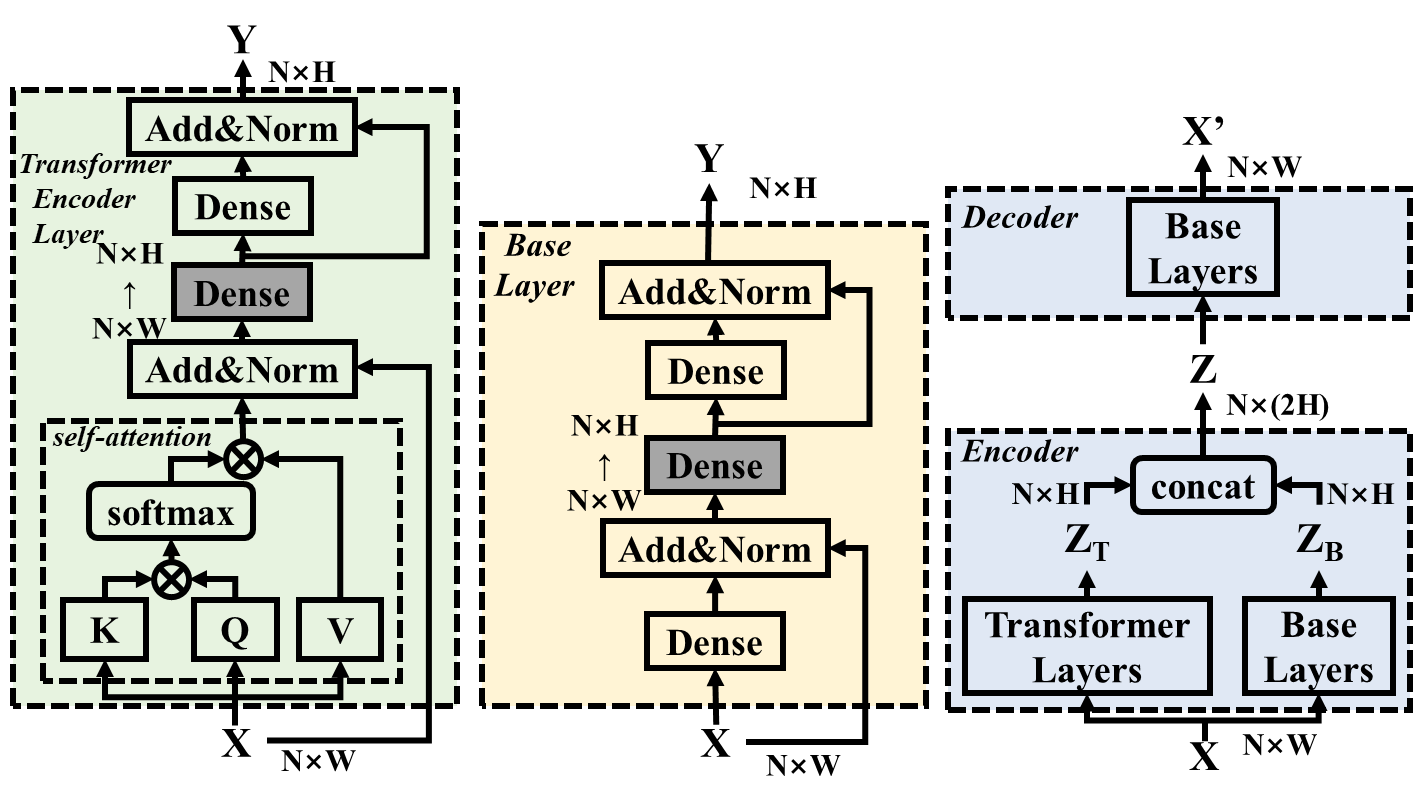 Y
N×H
Add&Norm
Transformer
Encoder
Layer
Dense
N×H
↑
N×W
Dense
Add&Norm
self-attention
softmax
K
Q
V
X
N×W
Y
N×H
Base
Layer
Add&Norm
Dense
N×H
↑
N×W
Dense
Add&Norm
Dense
X
N×W
X’
N×W
Decoder
Base
Layers
Z
N×(2H)
Encoder
concat
N×H
N×H
Z_T
Z_B
Transformer
Layers
Base
Layers
X
N×W